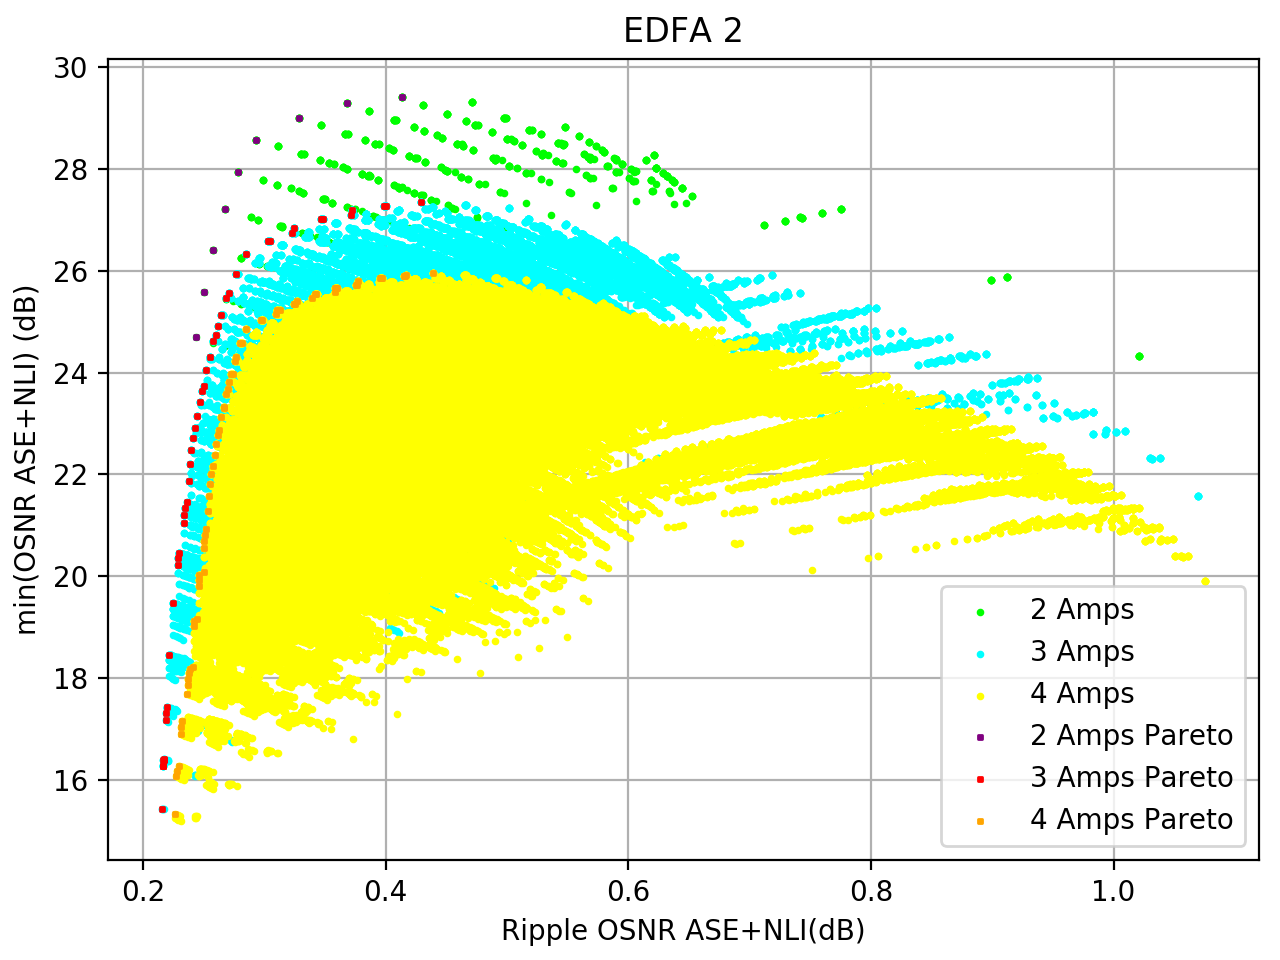 EDFA 2
30
28
26
24
22
20
18
16
min(OSNR ASE+NLI) (dB)
0.2
0.4
0.6
0.8
1.0
Ripple OSNR ASE+NLI(dB)
2 Amps
3 Amps
4 Amps
2 Amps Pareto
3 Amps Pareto
4 Amps Pareto